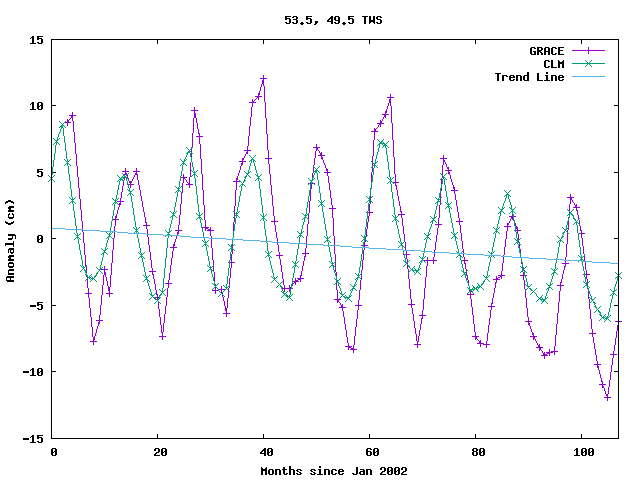 53.5, 49.5 TWS
GRACE
CLM
Trend Line
15
10
5
0
-5
-10
-15
Anomaly (cm)
0 20 40 60 80 100
Months since Jan 2002